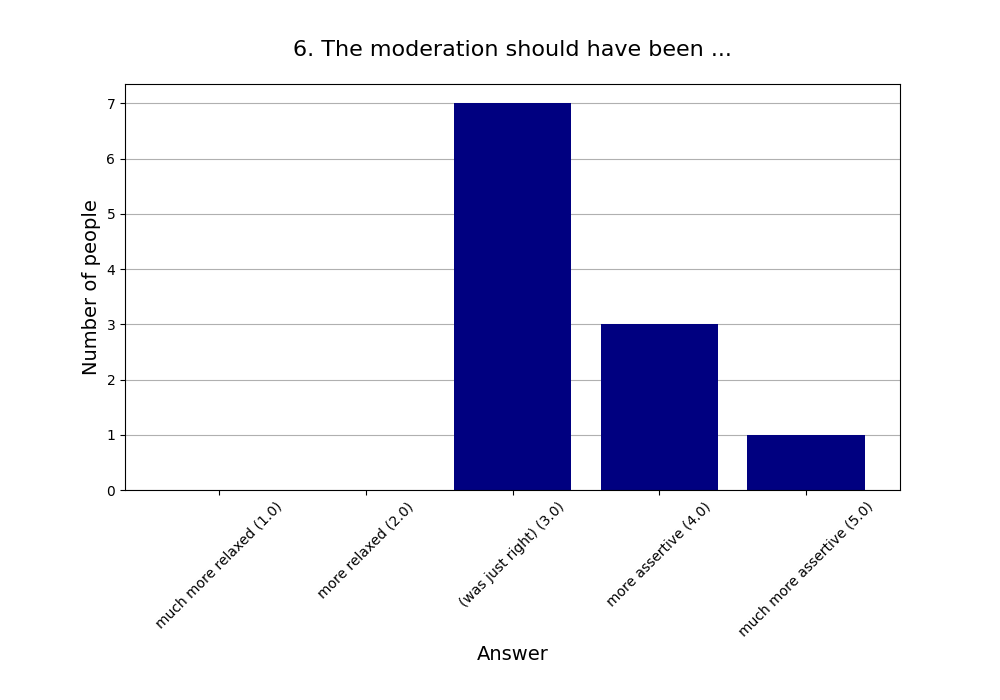 6. The moderation should have been ...
Number of people
7
6
5
4
3
2
1
0
much more relaxed (1.0)
more relaxed (2.0)
(was just right) (3.0)
more assertive (4.0)
much more assertive (5.0)
Answer